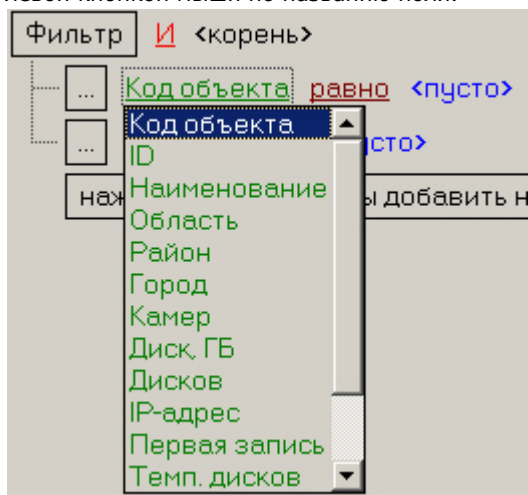 левой кнопкой мыши по названию поля.
Фильтр И <корень>
... Код объекта равно <пусто>
Код объекта
... сто>
ID
Наименование
наж ы добавить н
Область
Район
Город
Камер
Диск, ГБ
Дисков
IP-адрес
Первая запись
Темп. дисков